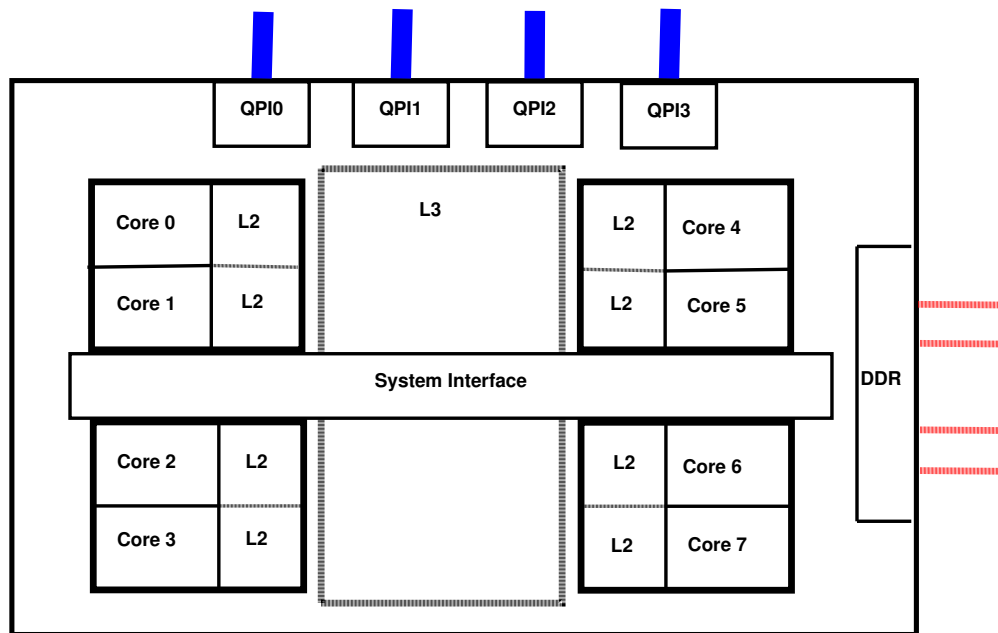 QPI0
QPI1
QPI2
QPI3
Core 0
L2
L3
L2
Core 4
Core 1
L2
L2
Core 5
System Interface
DDR
Core 2
L2
L2
Core 6
Core 3
L2
L2
Core 7